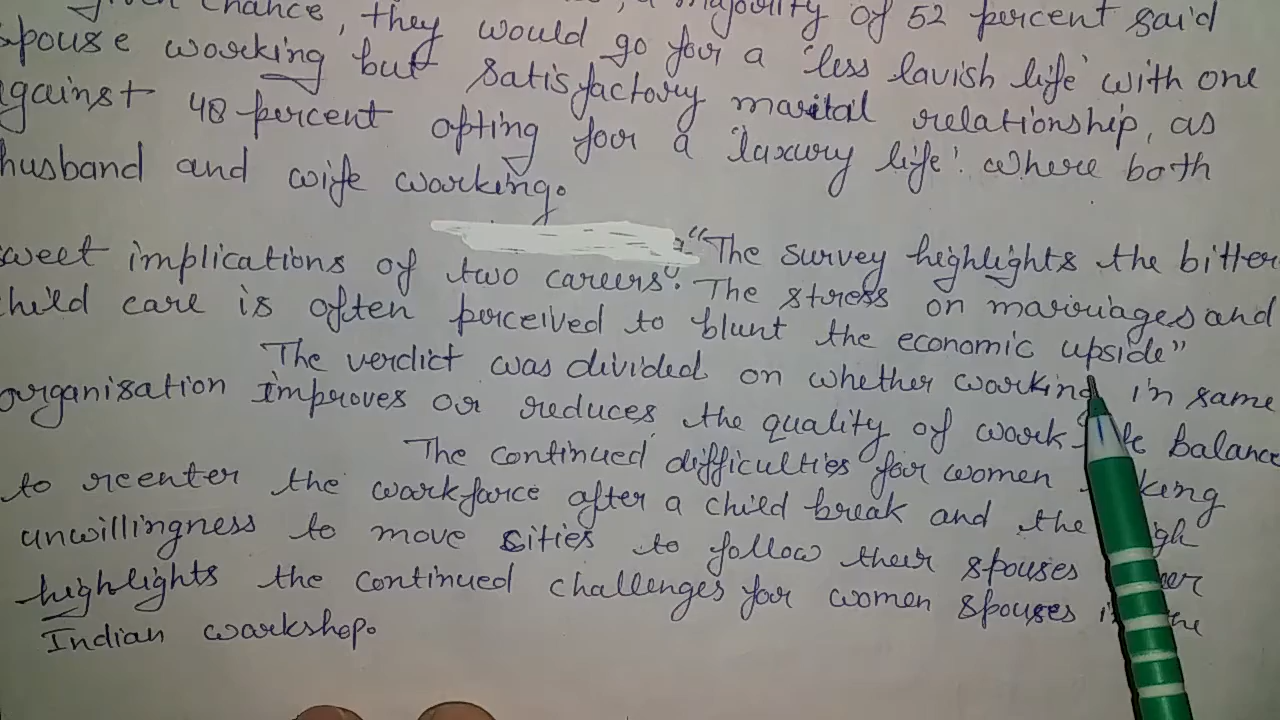 given chance, they would go for a 'less lavish life' with one
a majority of 52 percent said
spouse working but satisfactory marital relationship, as
against 48 percent opting for a 'luxury life'. where both
husband and wife working.
"The survey highlights the bitter
sweet implications of two careers". The stress on marriages and
child care is often perceived to blunt the economic upside"
The verdict was divided on whether working in same
organisation improves or reduces the quality of work balance
The continued difficulties for women
to reenter the workforce after a child break and the
unwillingness to move cities to follow their spouses
highlights the continued challenges for women spouses
Indian workshop.